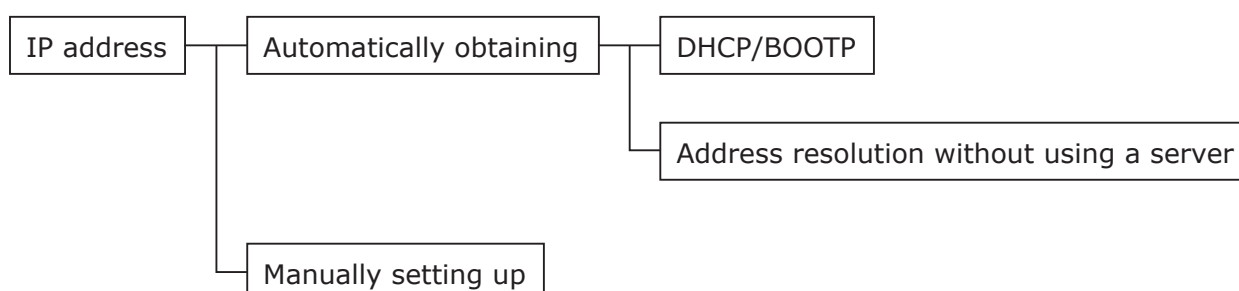 IP address
Automatically obtaining
DHCP/BOOTP
Address resolution without using a server
Manually setting up